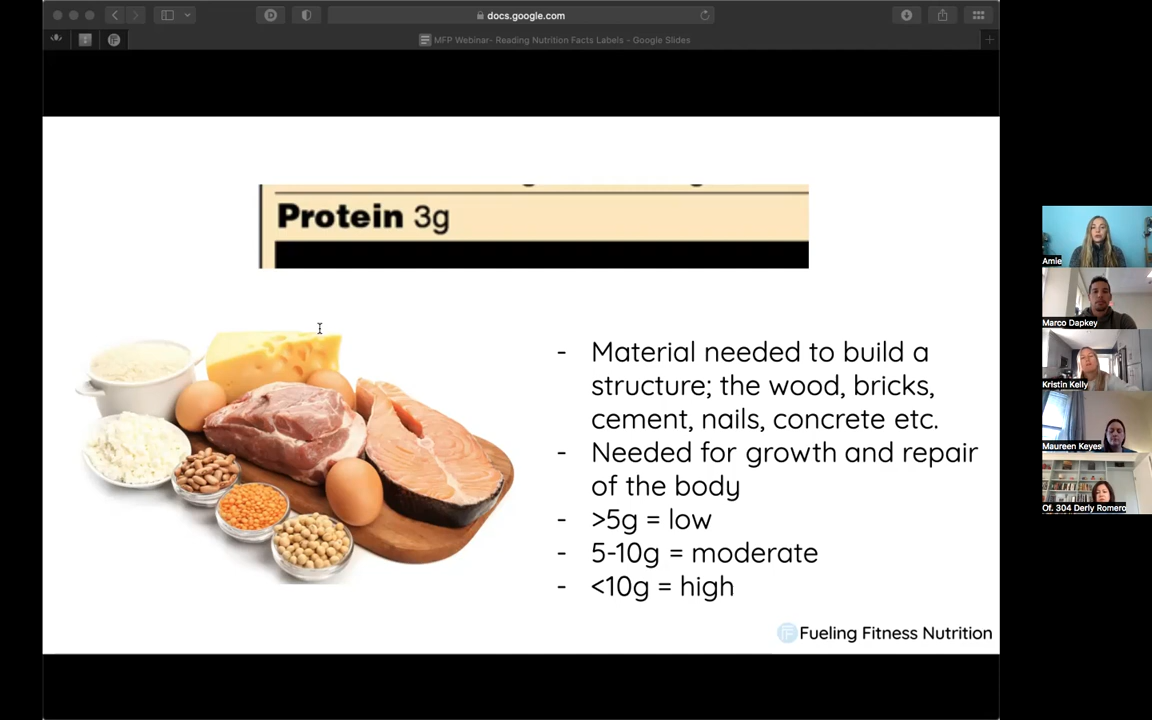 docs.google.com
MFP Webinar- Reading Nutrition Facts Labels - Google Slides
Protein 3g
- Material needed to build a
structure; the wood, bricks,
cement, nails, concrete etc.
- Needed for growth and repair
of the body
- >5g = low
- 5-10g = moderate
- <10g = high
Fueling Fitness Nutrition
Amie
Marco Dapkey
Kristin Kelly
Maureen Keyes
Of. 304 Derly Romero